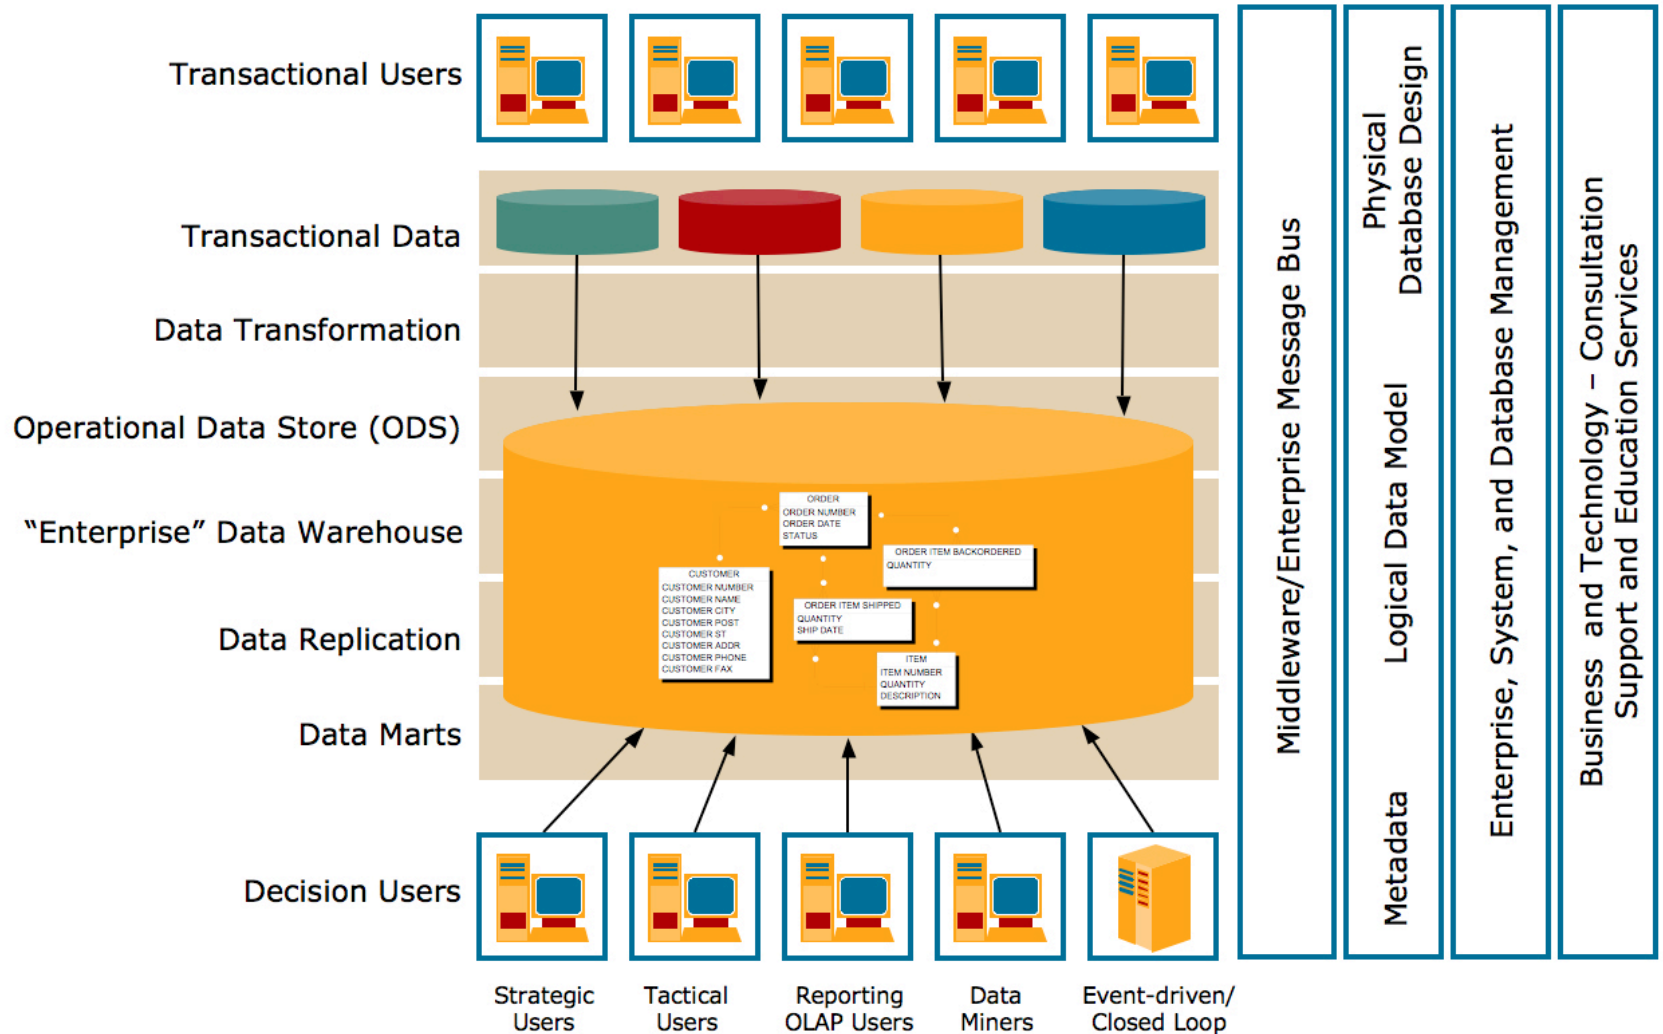 Transactional Users
Transactional Data
Data Transformation
Operational Data Store (ODS)
“Enterprise” Data Warehouse
Data Replication
Data Marts
Decision Users
ORDER
ORDER NUMBER
ORDER DATE
STATUS
ORDER ITEM BACKORDERED
QUANTITY
CUSTOMER
CUSTOMER NUMBER
CUSTOMER NAME
CUSTOMER CITY
CUSTOMER POST
CUSTOMER ST
CUSTOMER ADDR
CUSTOMER PHONE
CUSTOMER FAX
ORDER ITEM SHIPPED
QUANTITY
SHIP DATE
ITEM
ITEM NUMBER
QUANTITY
DESCRIPTION
Strategic
Users
Tactical
Users
Reporting
OLAP Users
Data
Miners
Event-driven/
Closed Loop
Middleware/Enterprise Message Bus
Physical
Database Design
Logical Data Model
Metadata
Enterprise, System, and Database Management
Business and Technology – Consultation
Support and Education Services